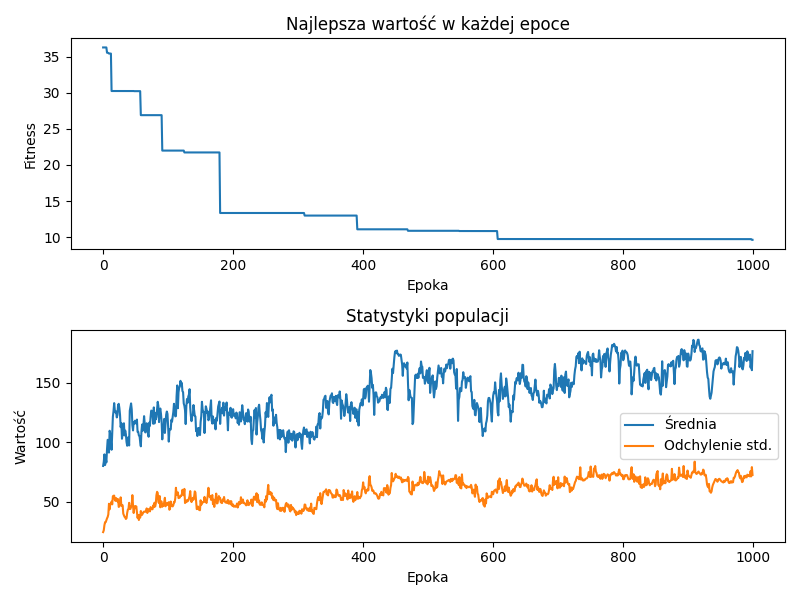 Najlepsza wartość w każdej epoce
Fitness
35
30
25
20
15
10
0 200 400 600 800 1000
Epoka
Statystyki populacji
Wartość
150
100
50
Średnia
Odchylenie std.
0 200 400 600 800 1000
Epoka